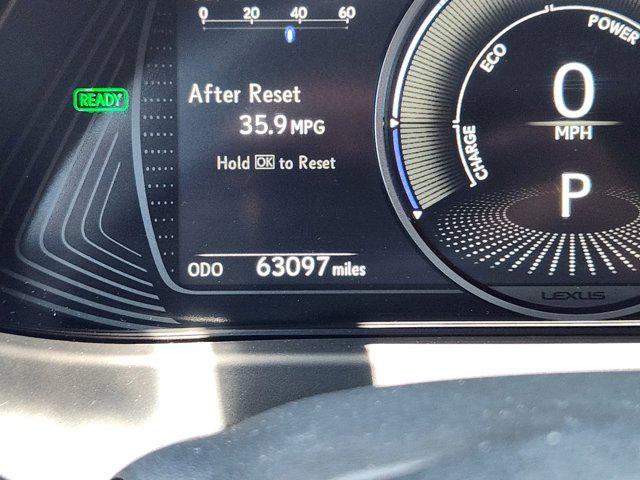 0 20 40 60
POWER
ECO
READY
After Reset
35.9 MPG
0
MPH
Hold OK to Reset
CHARGE
P
ODO 63097 miles
LEXUS